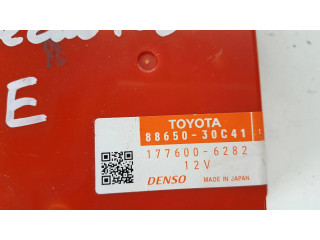 E
TOYOTA
88650-30C41
177600-6282
12V
DENSO MADE IN JAPAN